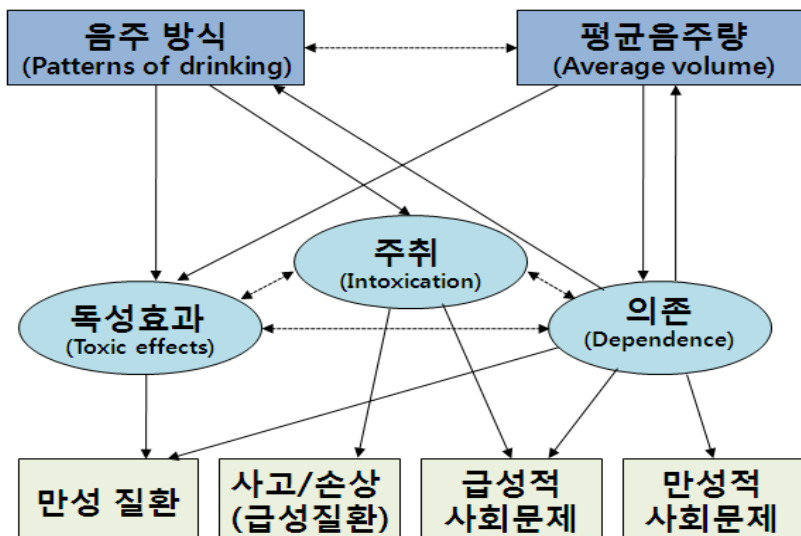 음주 방식
(Patterns of drinking)
평균음주량
(Average volume)
주취
(Intoxication)
독성효과
(Toxic effects)
의존
(Dependence)
만성 질환
사고/손상
(급성질환)
급성적
사회문제
만성적
사회문제